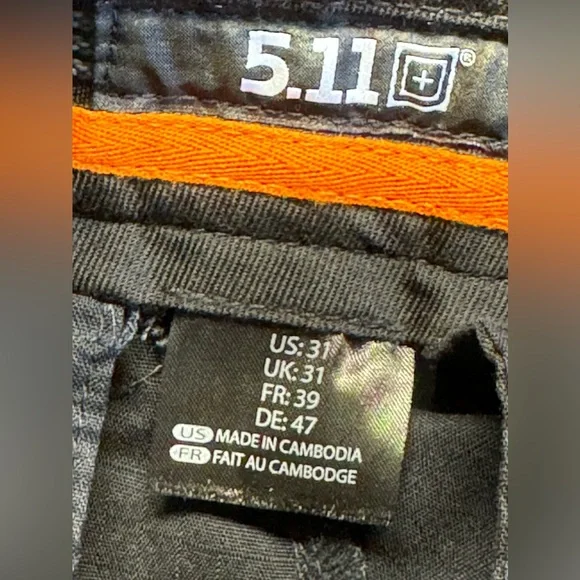 5.11®
US: 31
UK: 31
FR: 39
DE: 47
US MADE IN CAMBODIA
FR FAIT AU CAMBODGE